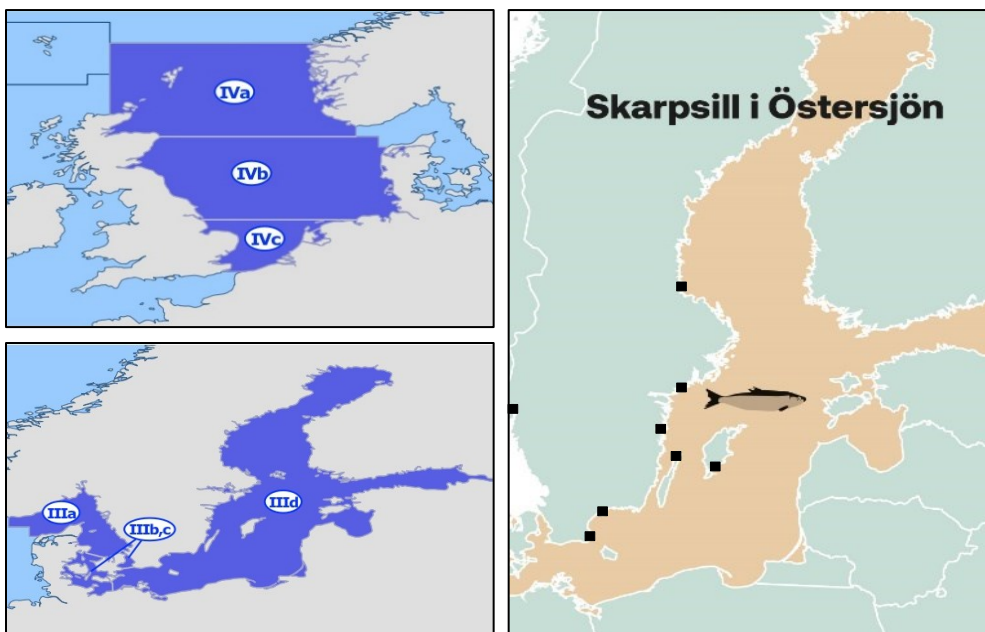 IVa
IVb
IVc
IIIa
IIIb,c
IIId
Skarpsill i Östersjön